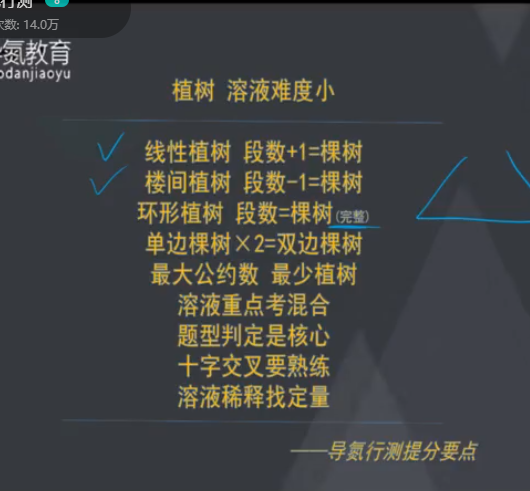 行测
次数: 14.0万
导氮教育
odanjiaoyu
植树 溶液难度小
线性植树 段数+1=棵树
楼间植树 段数-1=棵树
环形植树 段数=棵树(完整)
单边棵树×2=双边棵树
最大公约数 最少植树
溶液重点考混合
题型判定是核心
十字交叉要熟练
溶液稀释找定量
——导氮行测提分要点